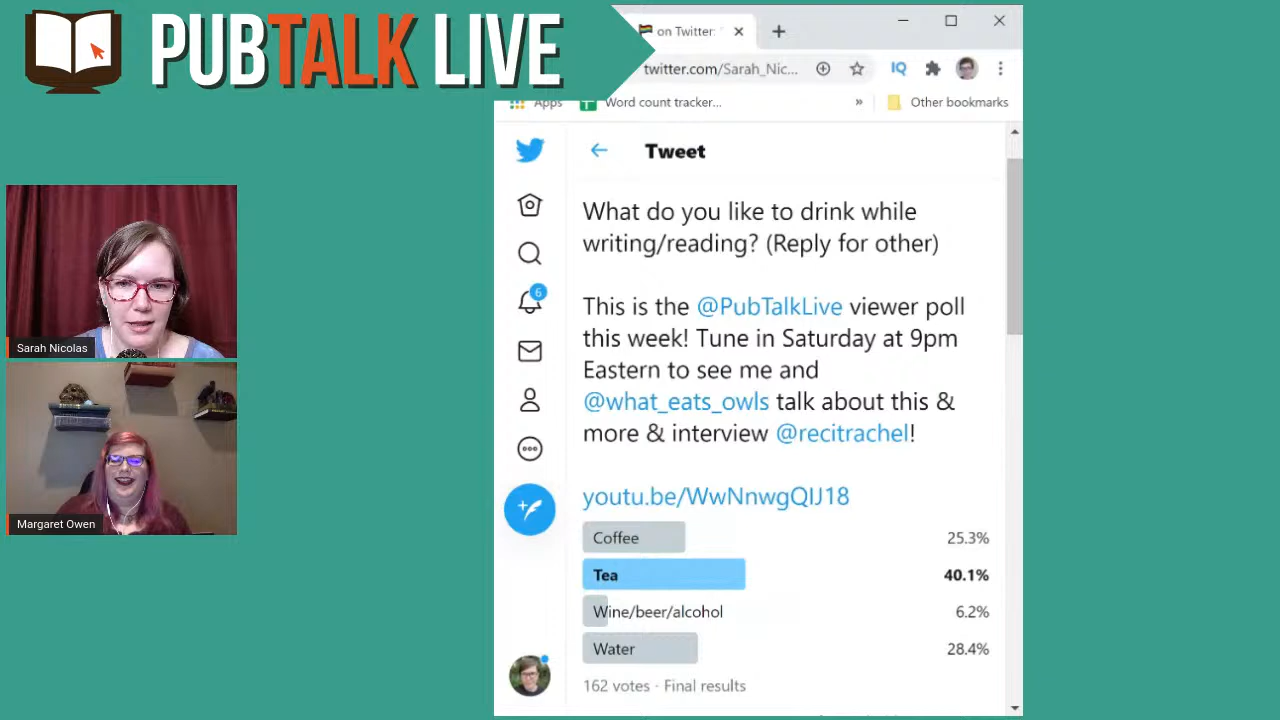 PUBTALK LIVE
on Twitter:
twitter.com/Sarah_Nic...
IQ
Apps
Word count tracker...
»
Other bookmarks
Tweet
What do you like to drink while
writing/reading? (Reply for other)
6
This is the @PubTalkLive viewer poll
this week! Tune in Saturday at 9pm
Eastern to see me and
@what_eats_owls talk about this &
more & interview @recitrachel!
youtu.be/WwNnwgQIJ18
Coffee 25.3%
Tea 40.1%
Wine/beer/alcohol 6.2%
Water 28.4%
162 votes · Final results
Sarah Nicolas
Margaret Owen